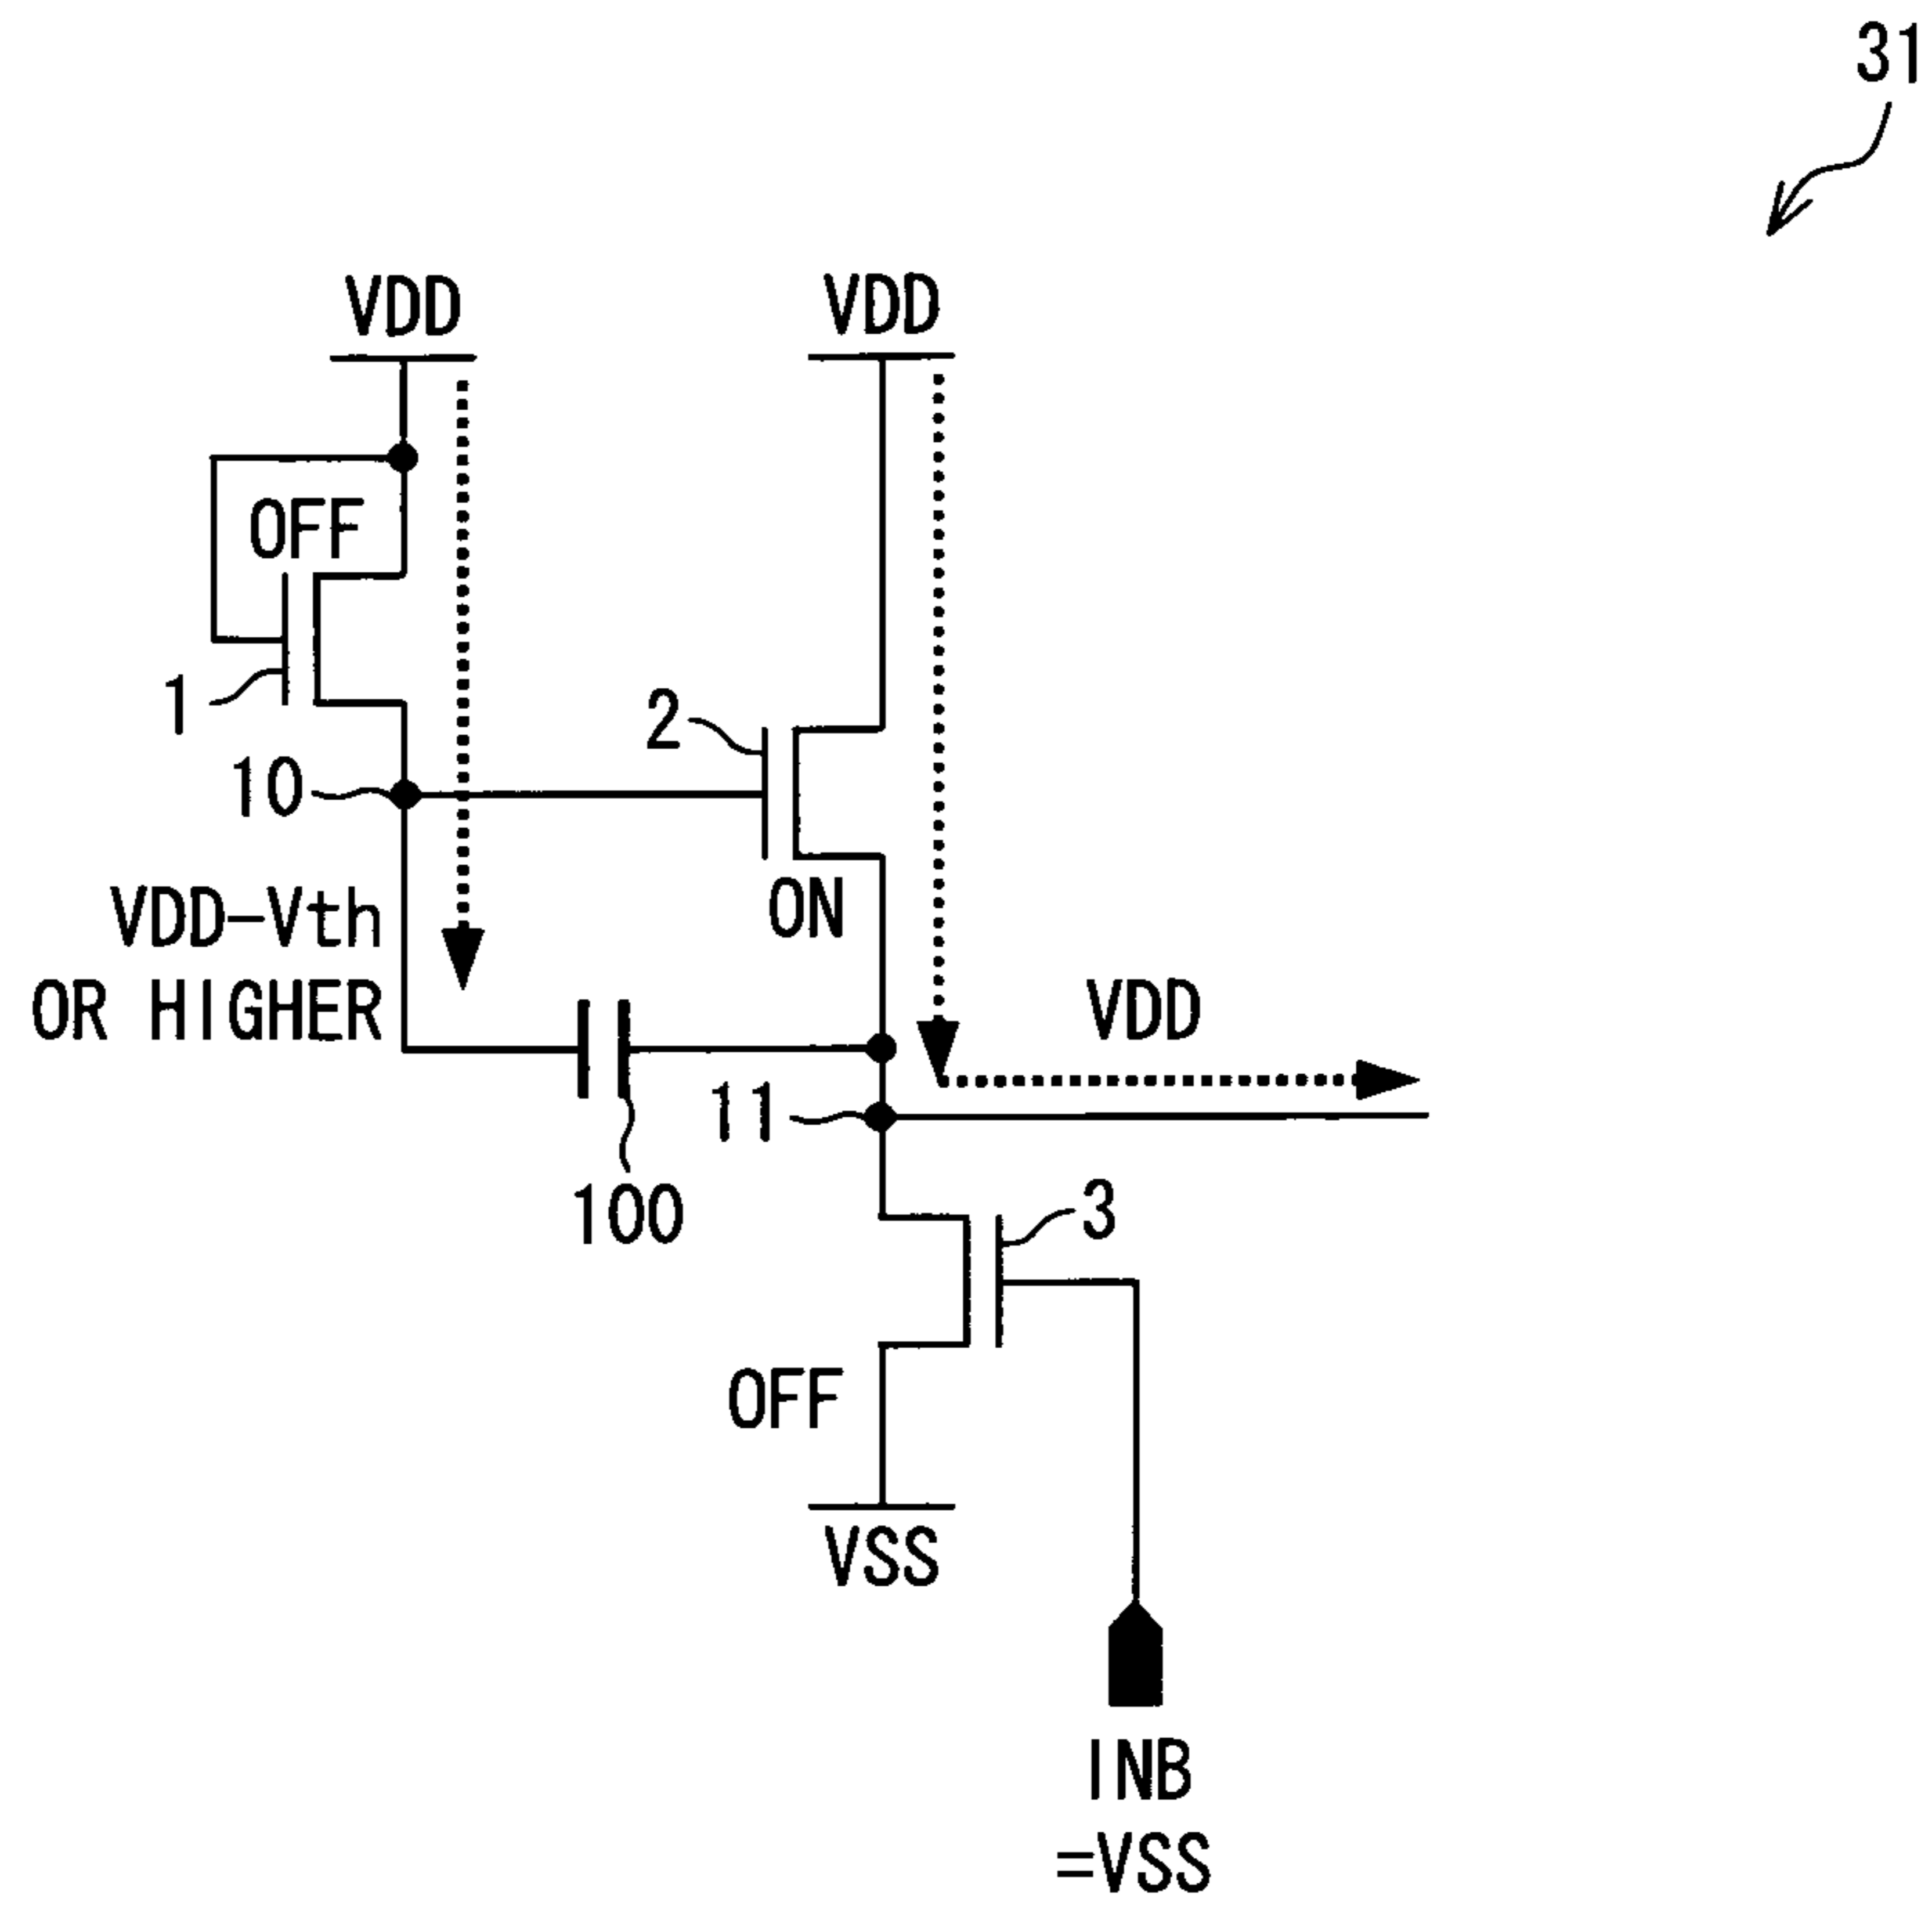 31
VDD
VDD
OFF
1
2
10
VDD-Vth
OR HIGHER
ON
VDD
11
100
3
OFF
VSS
INB
=VSS